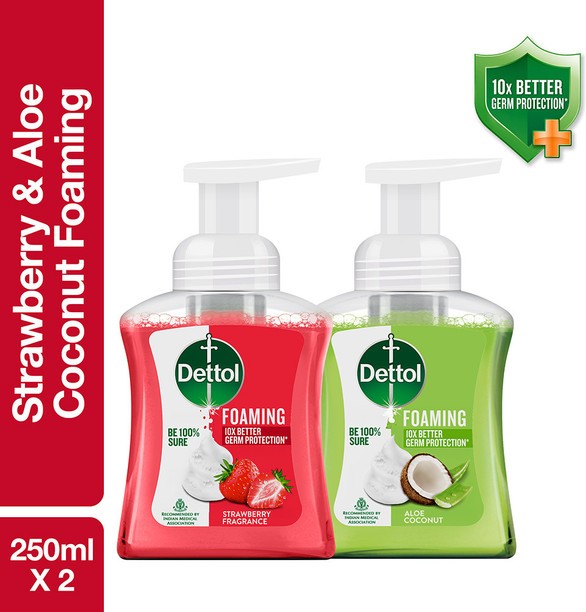 Strawberry & Aloe
Coconut Foaming
250ml
X 2
10x BETTER
GERM PROTECTION*
Dettol
FOAMING
10X BETTER
GERM PROTECTION*
BE 100%
SURE
RECOMMENDED BY
INDIAN MEDICAL
ASSOCIATION
STRAWBERRY
FRAGRANCE
Dettol
FOAMING
10X BETTER
GERM PROTECTION*
BE 100%
SURE
RECOMMENDED BY
INDIAN MEDICAL
ASSOCIATION
ALOE
COCONUT